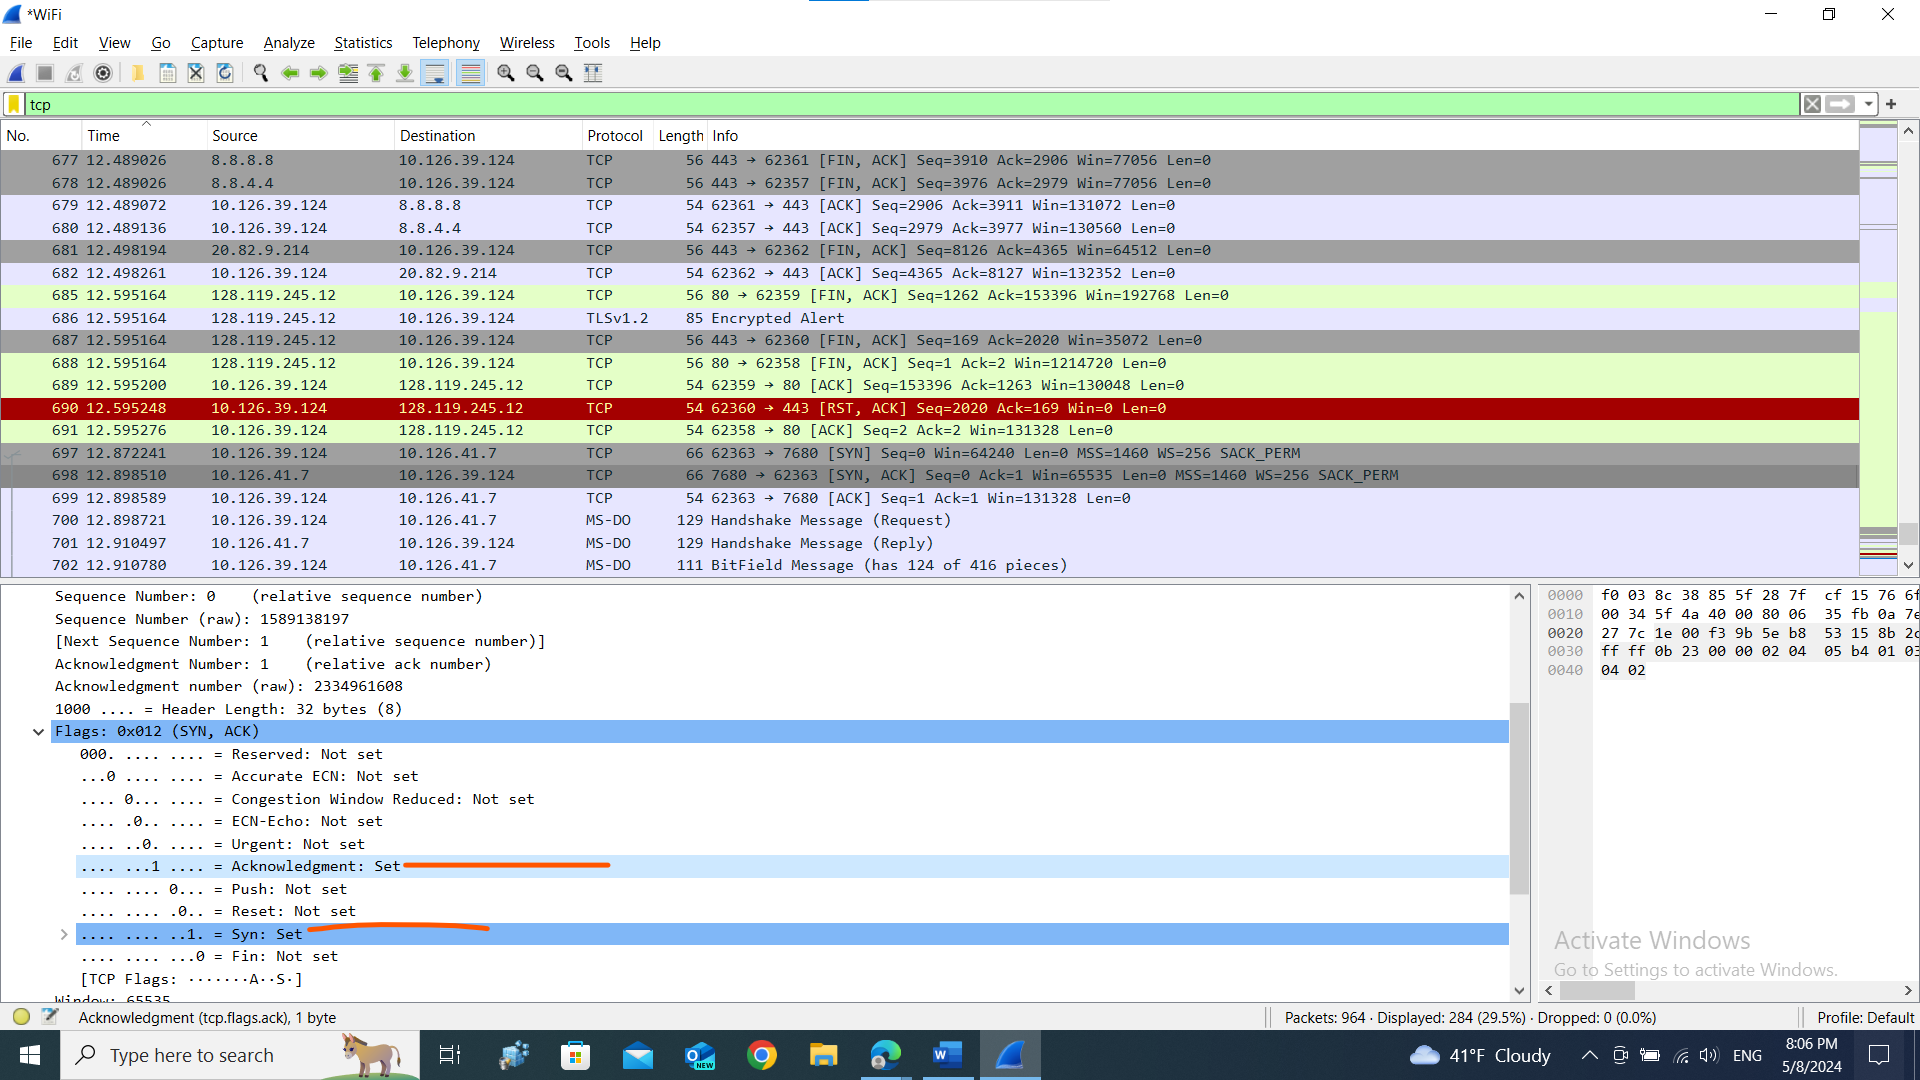 *WiFi
File Edit View Go Capture Analyze Statistics Telephony Wireless Tools Help
tcp
No. Time Source Destination Protocol Length Info
677 12.489026 8.8.8.8 10.126.39.124 TCP 56 443 → 62361 [FIN, ACK] Seq=3910 Ack=2906 Win=77056 Len=0
678 12.489026 8.8.4.4 10.126.39.124 TCP 56 443 → 62357 [FIN, ACK] Seq=3976 Ack=2979 Win=77056 Len=0
679 12.489072 10.126.39.124 8.8.8.8 TCP 54 62361 → 443 [ACK] Seq=2906 Ack=3911 Win=131072 Len=0
680 12.489136 10.126.39.124 8.8.4.4 TCP 54 62357 → 443 [ACK] Seq=2979 Ack=3977 Win=130560 Len=0
681 12.498194 20.82.9.214 10.126.39.124 TCP 56 443 → 62362 [FIN, ACK] Seq=8126 Ack=4365 Win=64512 Len=0
682 12.498261 10.126.39.124 20.82.9.214 TCP 54 62362 → 443 [ACK] Seq=4365 Ack=8127 Win=132352 Len=0
685 12.595164 128.119.245.12 10.126.39.124 TCP 56 80 → 62359 [FIN, ACK] Seq=1262 Ack=153396 Win=192768 Len=0
686 12.595164 128.119.245.12 10.126.39.124 TLSv1.2 85 Encrypted Alert
687 12.595164 128.119.245.12 10.126.39.124 TCP 56 443 → 62360 [FIN, ACK] Seq=169 Ack=2020 Win=35072 Len=0
688 12.595164 128.119.245.12 10.126.39.124 TCP 56 80 → 62358 [FIN, ACK] Seq=1 Ack=2 Win=1214720 Len=0
689 12.595200 10.126.39.124 128.119.245.12 TCP 54 62359 → 80 [ACK] Seq=153396 Ack=1263 Win=130048 Len=0
690 12.595248 10.126.39.124 128.119.245.12 TCP 54 62360 → 443 [RST, ACK] Seq=2020 Ack=169 Win=0 Len=0
691 12.595276 10.126.39.124 128.119.245.12 TCP 54 62358 → 80 [ACK] Seq=2 Ack=2 Win=131328 Len=0
697 12.872241 10.126.39.124 10.126.41.7 TCP 66 62363 → 7680 [SYN] Seq=0 Win=64240 Len=0 MSS=1460 WS=256 SACK_PERM
698 12.898510 10.126.41.7 10.126.39.124 TCP 66 7680 → 62363 [SYN, ACK] Seq=0 Ack=1 Win=65535 Len=0 MSS=1460 WS=256 SACK_PERM
699 12.898589 10.126.39.124 10.126.41.7 TCP 54 62363 → 7680 [ACK] Seq=1 Ack=1 Win=131328 Len=0
700 12.898721 10.126.39.124 10.126.41.7 MS-DO 129 Handshake Message (Request)
701 12.910497 10.126.41.7 10.126.39.124 MS-DO 129 Handshake Message (Reply)
702 12.910780 10.126.39.124 10.126.41.7 MS-DO 111 BitField Message (has 124 of 416 pieces)
Sequence Number: 0 (relative sequence number)
Sequence Number (raw): 1589138197
[Next Sequence Number: 1 (relative sequence number)]
Acknowledgment Number: 1 (relative ack number)
Acknowledgment number (raw): 2334961608
1000 .... = Header Length: 32 bytes (8)
Flags: 0x012 (SYN, ACK)
000. .... .... = Reserved: Not set
...0 .... .... = Accurate ECN: Not set
.... 0... .... = Congestion Window Reduced: Not set
.... .0.. .... = ECN-Echo: Not set
.... ..0. .... = Urgent: Not set
.... ...1 .... = Acknowledgment: Set
.... .... 0... = Push: Not set
.... .... .0.. = Reset: Not set
.... .... ..1. = Syn: Set
.... .... ...0 = Fin: Not set
[TCP Flags: ·······A··S·]
Window: 65535
0000 f0 03 8c 38 85 5f 28 7f cf 15 76 6f
0010 00 34 5f 4a 40 00 80 06 35 fb 0a 7e
0020 27 7c 1e 00 f3 9b 5e b8 53 15 8b 2c
0030 ff ff 0b 23 00 00 02 04 05 b4 01 03
0040 04 02
Activate Windows
Go to Settings to activate Windows.
Acknowledgment (tcp.flags.ack), 1 byte
Packets: 964 · Displayed: 284 (29.5%) · Dropped: 0 (0.0%)
Profile: Default
Type here to search
NEW
41°F Cloudy
ENG
8:06 PM
5/8/2024